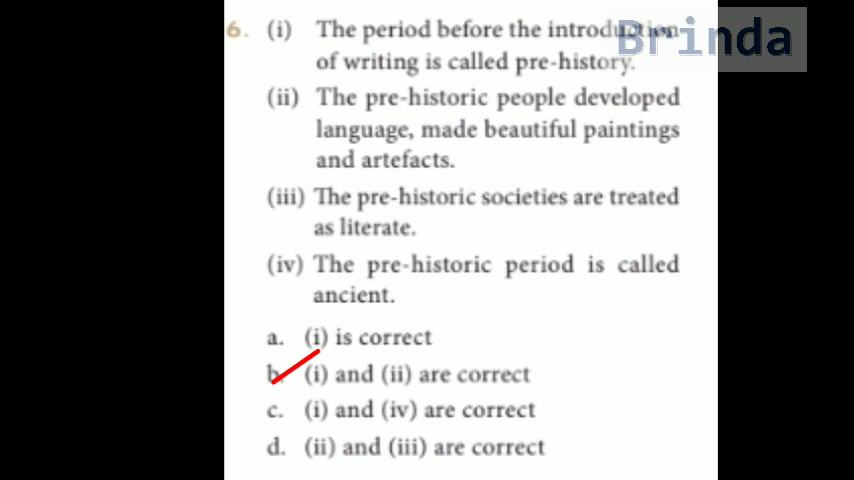 Brinda
6. (i) The period before the introduction
of writing is called pre-history.
(ii) The pre-historic people developed
language, made beautiful paintings
and artefacts.
(iii) The pre-historic societies are treated
as literate.
(iv) The pre-historic period is called
ancient.
a. (i) is correct
b. (i) and (ii) are correct
c. (i) and (iv) are correct
d. (ii) and (iii) are correct